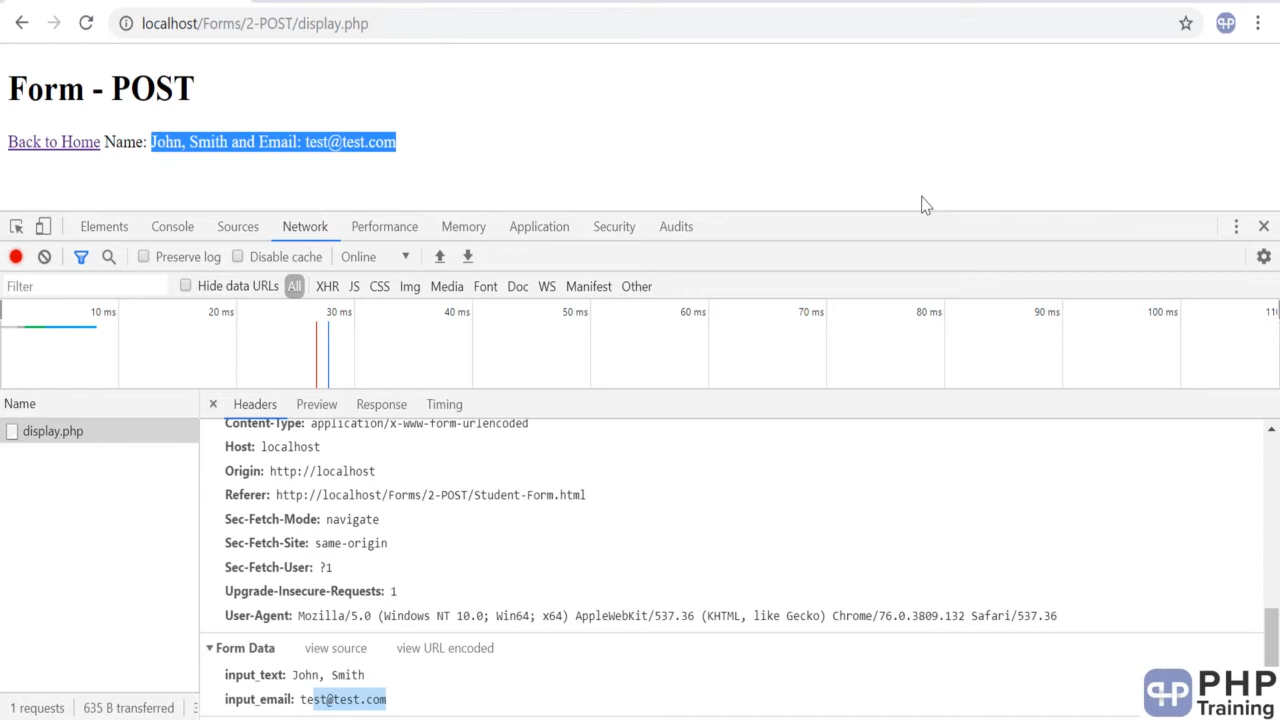 localhost/Forms/2-POST/display.php
Form - POST
Back to Home Name: John, Smith and Email: test@test.com
Elements Console Sources Network Performance Memory Application Security Audits
Preserve log Disable cache Online
Filter Hide data URLs All XHR JS CSS Img Media Font Doc WS Manifest Other
10 ms 20 ms 30 ms 40 ms 50 ms 60 ms 70 ms 80 ms 90 ms 100 ms
Name Headers Preview Response Timing
display.php
Content-Type: application/x-www-form-urlencoded
Host: localhost
Origin: http://localhost
Referer: http://localhost/Forms/2-POST/Student-Form.html
Sec-Fetch-Mode: navigate
Sec-Fetch-Site: same-origin
Sec-Fetch-User: ?1
Upgrade-Insecure-Requests: 1
User-Agent: Mozilla/5.0 (Windows NT 10.0; Win64; x64) AppleWebKit/537.36 (KHTML, like Gecko) Chrome/76.0.3809.132 Safari/537.36
Form Data view source view URL encoded
input_text: John, Smith
input_email: test@test.com
1 requests 635 B transferred
PHP
Training